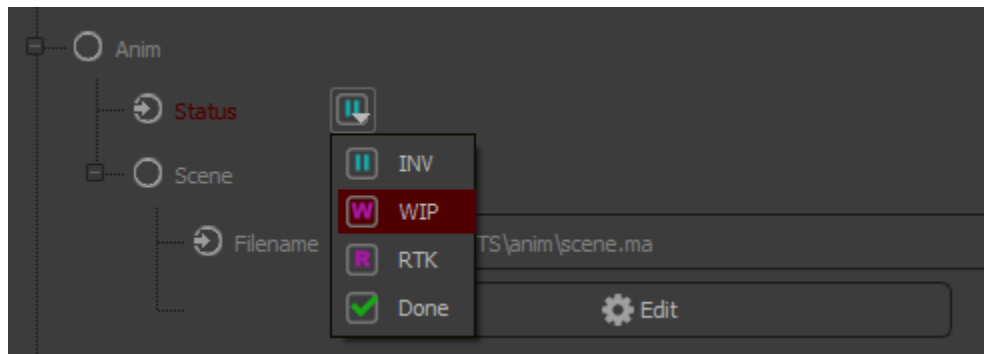 Anim
Status
INV
Scene
W WIP
Filename TS\anim\scene.ma
R RTK
Done
Edit